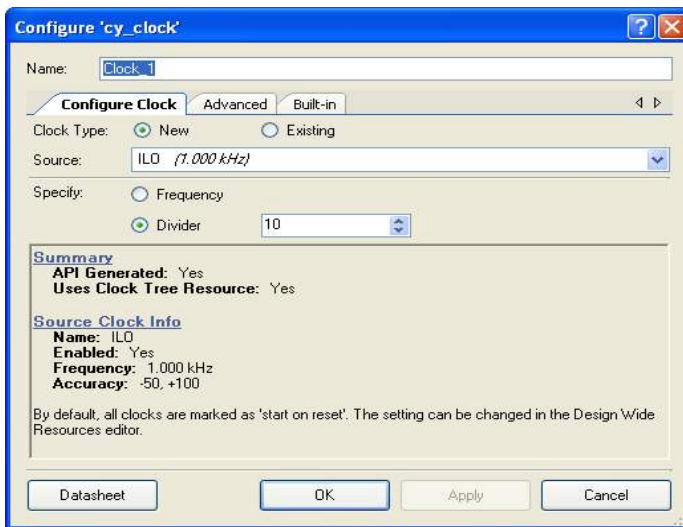 Configure 'cy_clock'
Name: Clock_1
Configure Clock Advanced Built-in
Clock Type: New Existing
Source: ILO (1.000 kHz)
Specify: Frequency
Divider 10
Summary
API Generated: Yes
Uses Clock Tree Resource: Yes
Source Clock Info
Name: ILO
Enabled: Yes
Frequency: 1.000 kHz
Accuracy: -50, +100
By default, all clocks are marked as 'start on reset'. The setting can be changed in the Design Wide
Resources editor.
Datasheet OK Apply Cancel